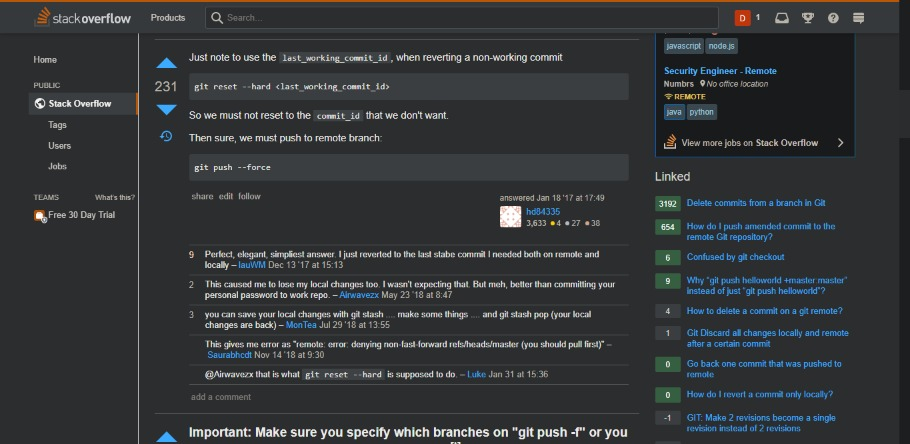 stackoverflow
Products
Search...
D
1
Home
PUBLIC
Stack Overflow
Tags
Users
Jobs
TEAMS What's this?
Free 30 Day Trial
231
Just note to use the last_working_commit_id , when reverting a non-working commit
git reset --hard <last_working_commit_id>
So we must not reset to the commit_id that we don't want.
Then sure, we must push to remote branch:
git push --force
share edit follow
answered Jan 18 '17 at 17:49
hd84335
3,633 ●4 ●27 ●38
9 Perfect, elegant, simpliest answer. I just reverted to the last stabe commit I needed both on remote and
locally – lauWM Dec 13 '17 at 15:13
2 This caused me to lose my local changes too. I wasn't expecting that. But meh, better than committing your
personal password to work repo. – Airwavezx May 23 '18 at 8:47
3 you can save your local changes with git stash .... make some things .... and git stash pop (your local
changes are back) – MonTea Jul 29 '18 at 13:55
This gives me error as "remote: error: denying non-fast-forward refs/heads/master (you should pull first)" –
Saurabhcdt Nov 14 '18 at 9:30
@Airwavezx that is what git reset --hard is supposed to do. – Luke Jan 31 at 15:36
add a comment
Important: Make sure you specify which branches on "git push -f" or you
javascript node.js
Security Engineer - Remote
Numbrs No office location
REMOTE
java python
View more jobs on Stack Overflow
Linked
3192 Delete commits from a branch in Git
654 How do I push amended commit to the
remote Git repository?
6 Confused by git checkout
9 Why "git push helloworld +master:master"
instead of just "git push helloworld"?
4 How to delete a commit on a git remote?
1 Git Discard all changes locally and remote
after a certain commit
0 Go back one commit that was pushed to
remote
0 How do I revert a commit only locally?
-1 GIT: Make 2 revisions become a single
revision instead of 2 revisions